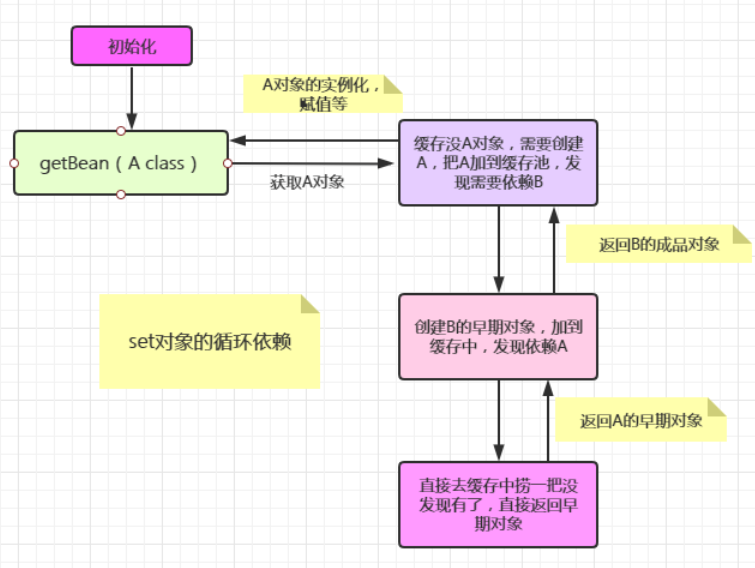 初始化
A对象的实例化，
赋值等
getBean（A class）
获取A对象
缓存没A对象，需要创建
A，把A加到缓存池，发
现需要依赖B
返回B的成品对象
set对象的循环依赖
创建B的早期对象，加到
缓存中，发现依赖A
返回A的早期对象
直接去缓存中捞一把没
发现有了，直接返回早
期对象